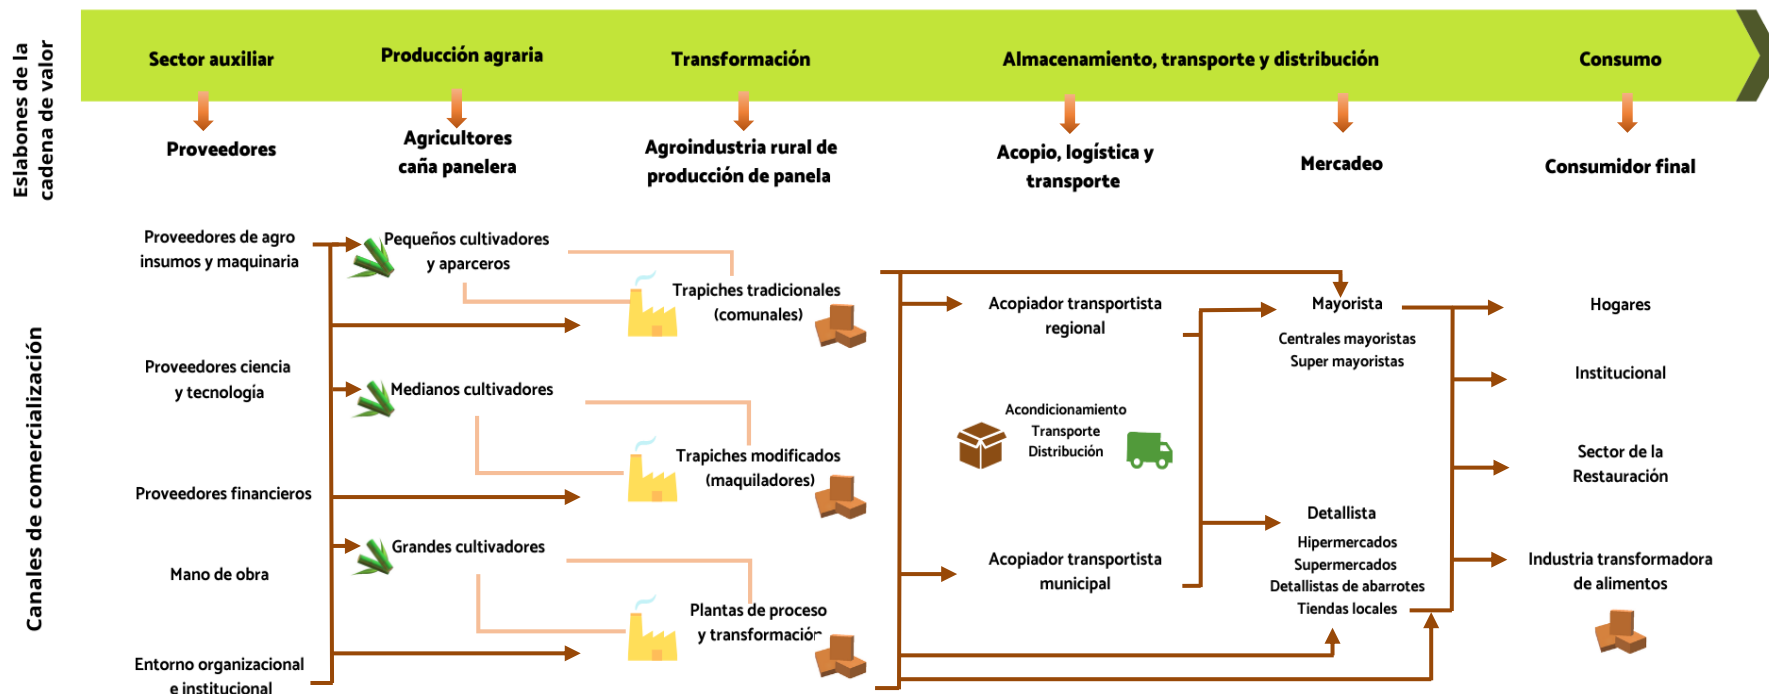 Eslabones de la
cadena de valor
Sector auxiliar
Producción agraria
Transformación
Almacenamiento, transporte y distribución
Consumo
Proveedores
Agricultores
caña panelera
Agroindustria rural de
producción de panela
Acopio, logística y
transporte
Mercadeo
Consumidor final
Canales de comercialización
Proveedores de agro
insumos y maquinaria
Proveedores ciencia
y tecnología
Proveedores financieros
Mano de obra
Entorno organizacional
e institucional
Pequeños cultivadores
y aparceros
Medianos cultivadores
Grandes cultivadores
Trapiches tradicionales
(comunales)
Trapiches modificados
(maquiladores)
Plantas de proceso
y transformación
Acopiador transportista
regional
Acondicionamiento
Transporte
Distribución
Acopiador transportista
municipal
Mayorista
Centrales mayoristas
Super mayoristas
Detallista
Hipermercados
Supermercados
Detallistas de abarrotes
Tiendas locales
Hogares
Institucional
Sector de la
Restauración
Industria transformadora
de alimentos